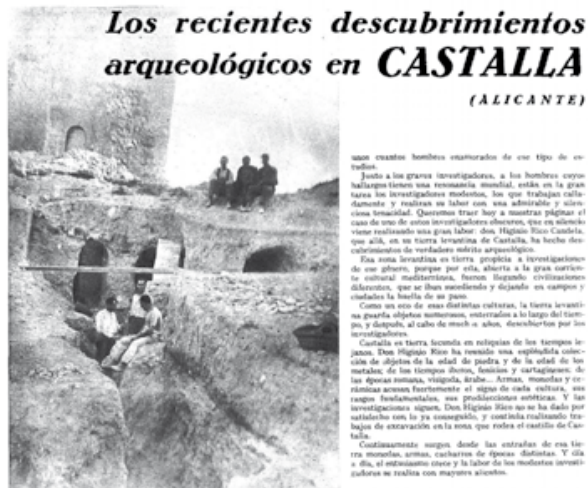 Los recientes descubrimientos
arqueológicos en CASTALLA
(ALICANTE)
unos cuantos hombres enamorados de ese tipo de es-
tudios.
Junto a los graves investigadores, a los hombres cuyos
hallazgos tienen una resonancia mundial, están en la gran
tarea los investigadores modestos, los que trabajan calla-
damente y realizan su labor con una admirable y silen-
ciosa tenacidad. Queremos traer hoy a nuestras páginas el
caso de uno de estos investigadores obscuros, que en silencio
viene realizando una gran labor: don Higinio Rico Candela,
que allá, en su tierra levantina de Castalla, ha hecho des-
cubrimientos de verdadero mérito arqueológico.
Esa zona levantina es tierra propicia a investigaciones
de ese género, porque por ella, abierta a la gran corrien-
te cultural mediterránea, fueron llegando civilizaciones
diferentes, que se iban sucediendo y dejando en campos y
ciudades la huella de su paso.
Como un eco de esas distintas culturas, la tierra levanti-
na guarda objetos numerosos, enterrados a lo largo del tiem-
po, y después, al cabo de muchos años, descubiertos por los
investigadores.
Castalla es tierra fecunda en reliquias de los tiempos le-
janos. Don Higinio Rico ha reunido una espléndida colec-
ción de objetos de la edad de piedra y de la edad de los
metales; de los tiempos iberos, fenicios y cartagineses; de
las épocas romana, visigoda, árabe... Armas, monedas y ce-
rámicas acusan fuertemente el signo de cada cultura, sus
rasgos fundamentales, sus predilecciones estéticas. Y las
investigaciones siguen. Don Higinio Rico no se ha dado por
satisfecho con lo ya conseguido, y continúa realizando tra-
bajos de excavación en la zona que rodea el castillo de Cas-
talla.
Continuamente surgen desde las entrañas de esa tie-
rra monedas, armas, cacharros de épocas distintas. Y día
a día, el entusiasmo crece y la labor de los modestos investi-
gadores se realiza con mayores alientos.